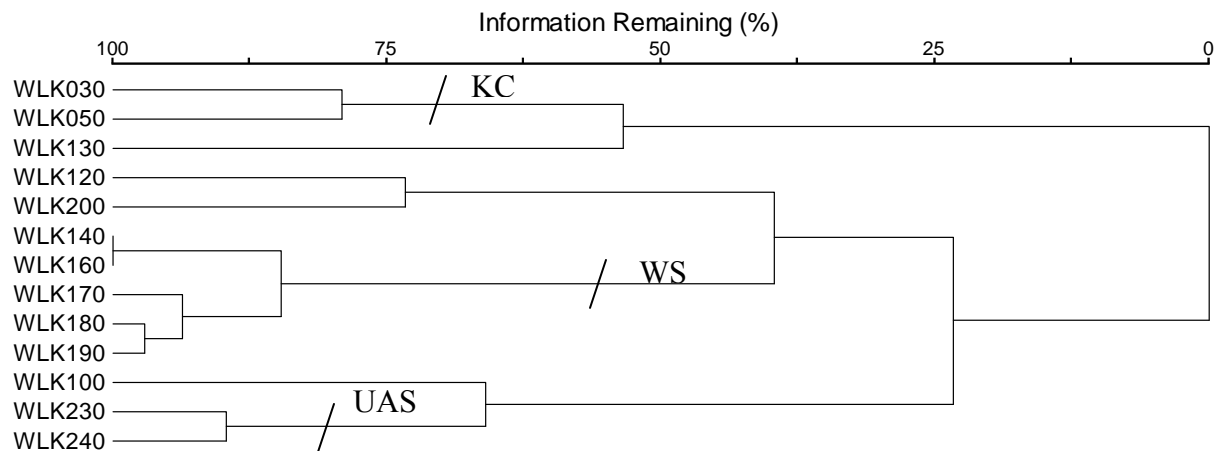 Information Remaining (%)
100 75 50 25 0
WLK030
KC
WLK050
WLK130
WLK120
WLK200
WLK140
WLK160
WS
WLK170
WLK180
WLK190
WLK100
UAS
WLK230
WLK240